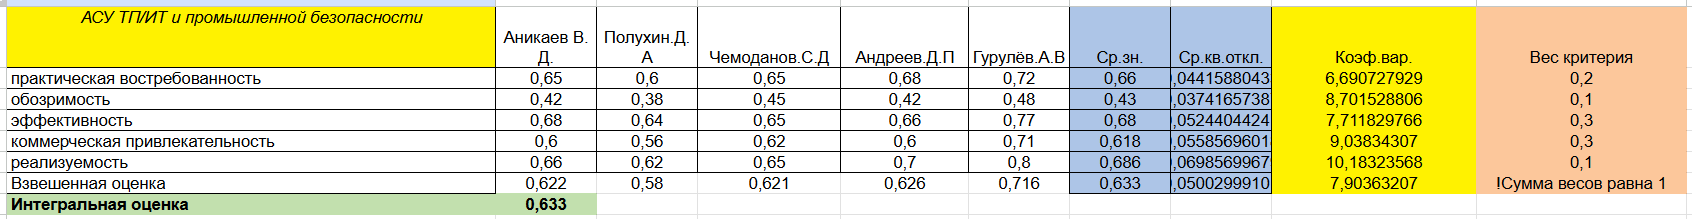 АСУ ТП/ИТ и промышленной безопасности Аникаев В. Д. Полухин.Д. А Чемоданов.С.Д Андреев.Д.П Гурулёв.А.В Ср.зн. Ср.кв.откл. Коэф.вар. Вес критерия
практическая востребованность 0,65 0,6 0,65 0,68 0,72 0,66 ,0441588043 6,690727929 0,2
обозримость 0,42 0,38 0,45 0,42 0,48 0,43 ,0374165738 8,701528806 0,1
эффективность 0,68 0,64 0,65 0,66 0,77 0,68 ,0524404424 7,711829766 0,3
коммерческая привлекательность 0,6 0,56 0,62 0,6 0,71 0,618 ,0558569601 9,03834307 0,3
реализуемость 0,66 0,62 0,65 0,7 0,8 0,686 ,0698569967 10,18323568 0,1
Взвешенная оценка 0,622 0,58 0,621 0,626 0,716 0,633 ,0500299910 7,90363207 !Сумма весов равна 1
Интегральная оценка 0,633